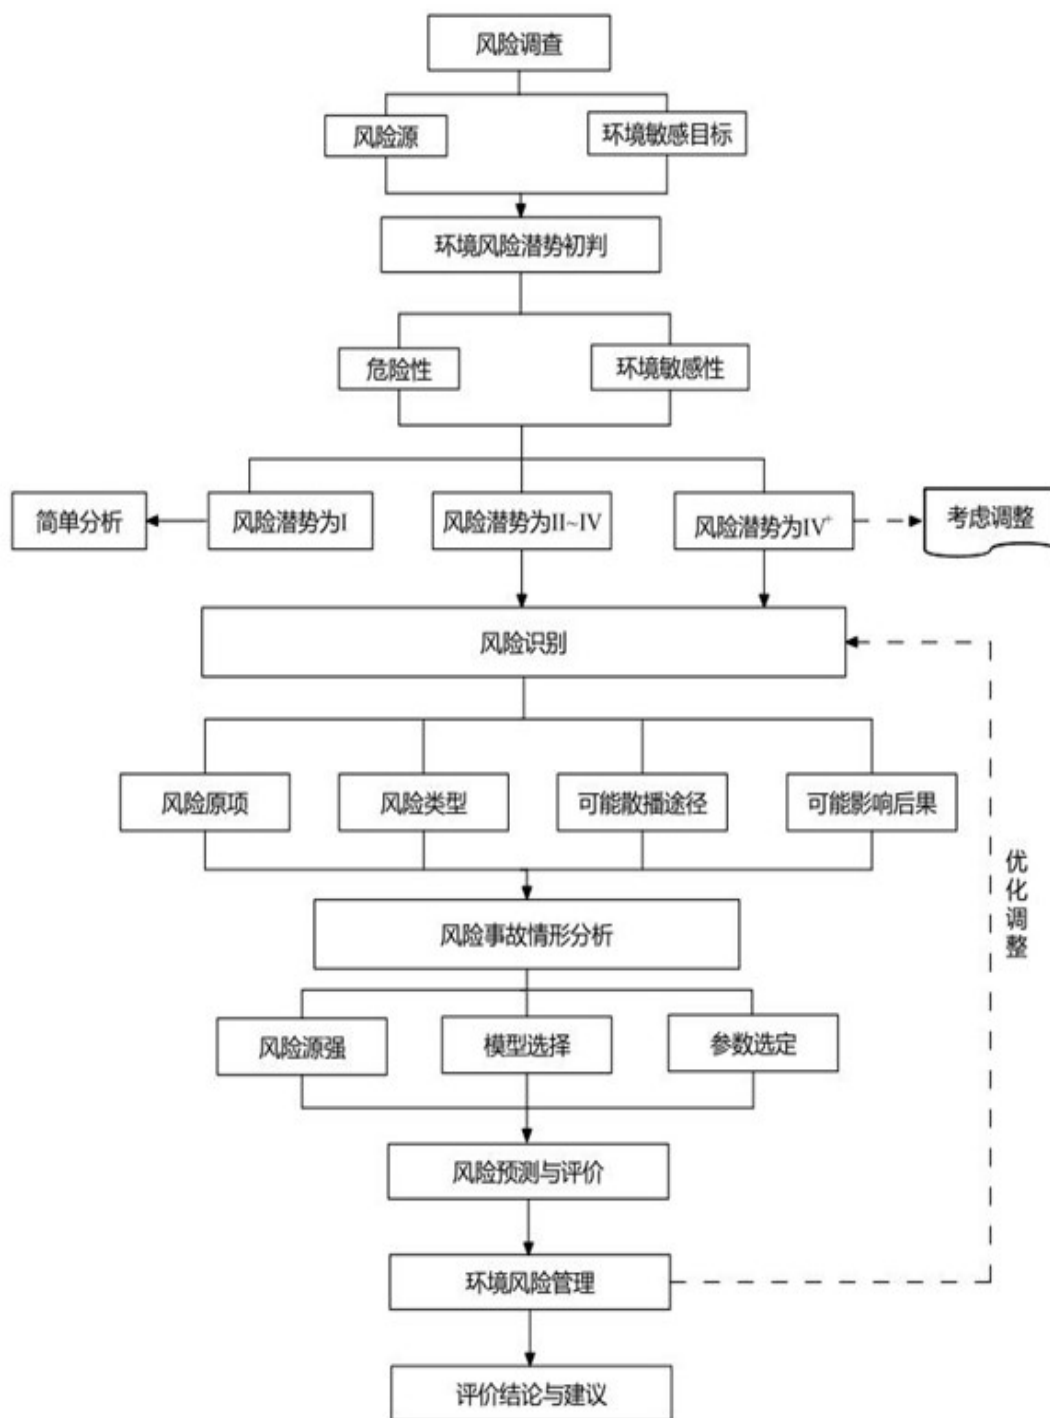 风险调查
风险源
环境敏感目标
环境风险潜势初判
危险性
环境敏感性
简单分析
风险潜势为I
风险潜势为II~IV
风险潜势为IV⁺
考虑调整
风险识别
风险原项
风险类型
可能散播途径
可能影响后果
优化调整
风险事故情形分析
风险源强
模型选择
参数选定
风险预测与评价
环境风险管理
评价结论与建议